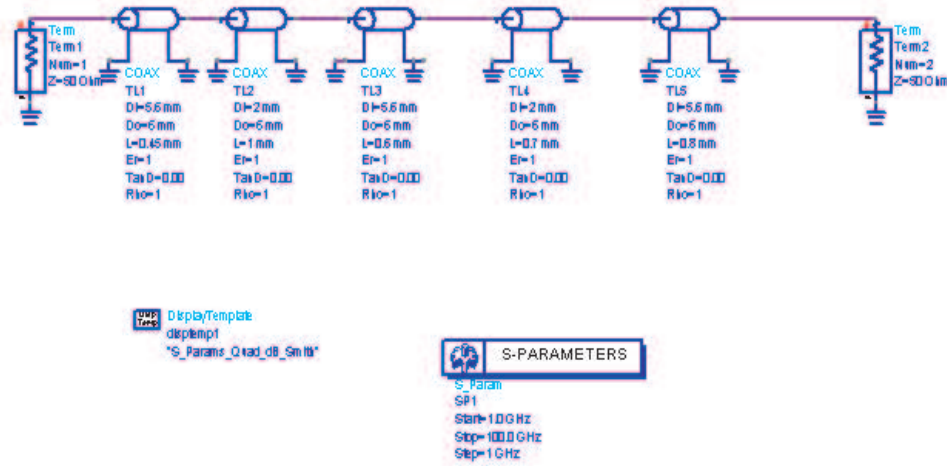 Term
Term1
Num=1
Z=50 Ohm
COAX
TL1
Di=5.6 mm
Do=6 mm
L=0.45 mm
Er=1
TanD=0.00
Rho=1
COAX
TL2
Di=2 mm
Do=6 mm
L=1 mm
Er=1
TanD=0.00
Rho=1
COAX
TL3
Di=5.6 mm
Do=6 mm
L=0.6 mm
Er=1
TanD=0.00
Rho=1
COAX
TL4
Di=2 mm
Do=6 mm
L=0.7 mm
Er=1
TanD=0.00
Rho=1
COAX
TL5
Di=5.6 mm
Do=6 mm
L=0.8 mm
Er=1
TanD=0.00
Rho=1
Term
Term2
Num=2
Z=50 Ohm
Disp
Temp
DisplayTemplate
disptemp1
"S_Params_Quad_dB_Smith"
S-PARAMETERS
S_Param
SP1
Start=1.0 GHz
Stop=100.0 GHz
Step=1 GHz